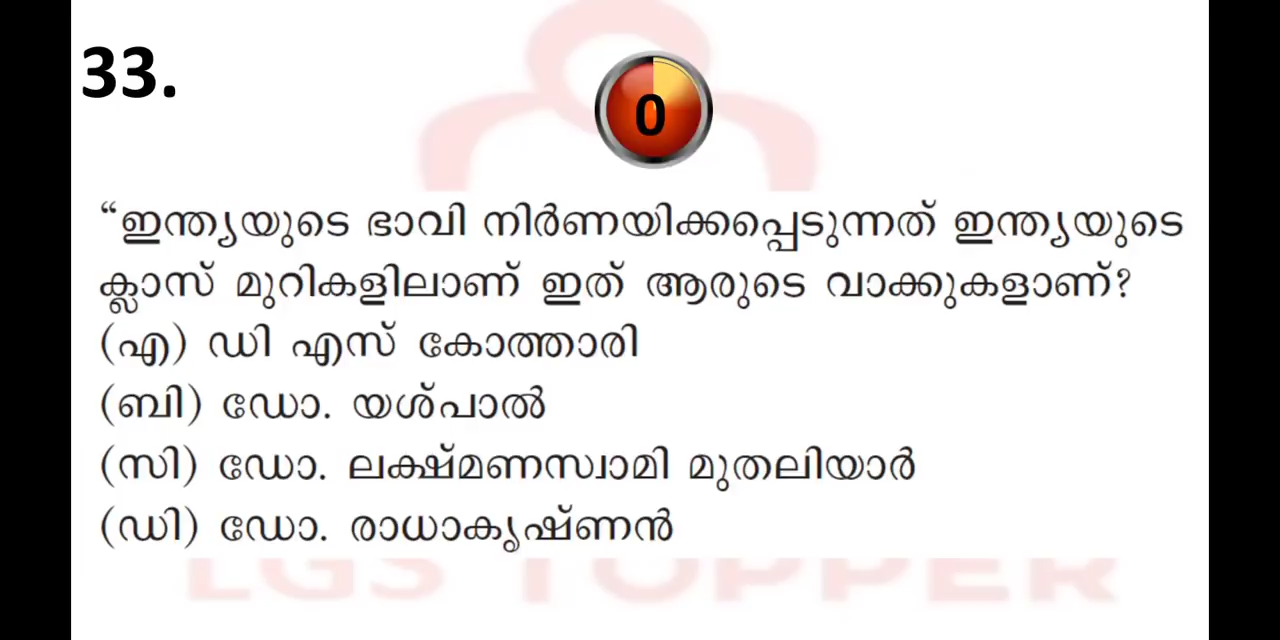 33.
0
“ഇന്ത്യയുടെ ഭാവി നിർണയിക്കപ്പെടുന്നത് ഇന്ത്യയുടെ
ക്ലാസ് മുറികളിലാണ് ഇത് ആരുടെ വാക്കുകളാണ്?
(എ) ഡി എസ് കോത്താരി
(ബി) ഡോ. യശ്പാൽ
(സി) ഡോ. ലക്ഷ്മണസ്വാമി മുതലിയാർ
(ഡി) ഡോ. രാധാകൃഷ്ണൻ
LGS TOPPER